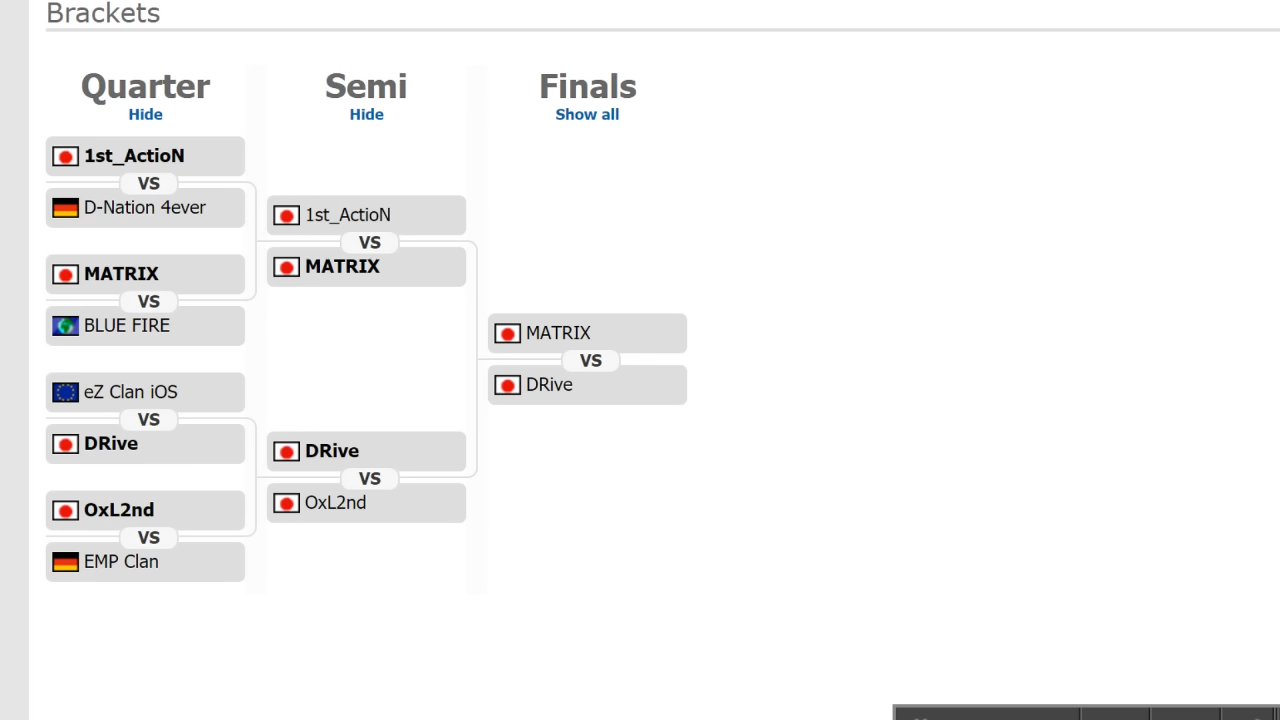 Brackets
Quarter
Hide
1st_ActioN
VS
D-Nation 4ever
MATRIX
VS
BLUE FIRE
eZ Clan iOS
VS
DRive
OxL2nd
VS
EMP Clan
Semi
Hide
1st_ActioN
VS
MATRIX
DRive
VS
OxL2nd
Finals
Show all
MATRIX
VS
DRive